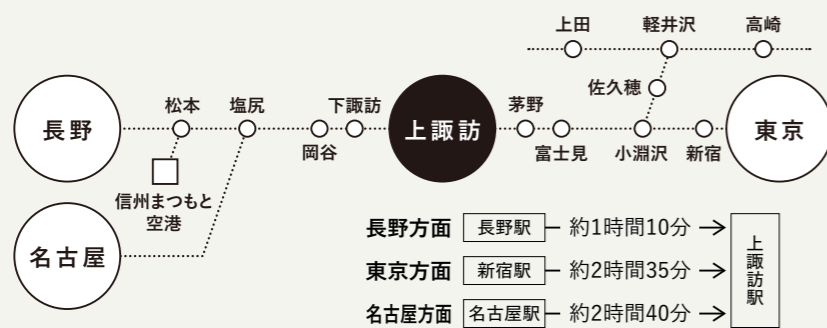 上田
軽井沢
高崎
佐久穂
長野
松本
塩尻
岡谷
下諏訪
上諏訪
茅野
富士見
小淵沢
新宿
東京
信州まつもと
空港
名古屋
長野方面 長野駅 約1時間10分
東京方面 新宿駅 約2時間35分
名古屋方面 名古屋駅 約2時間40分
上諏訪駅